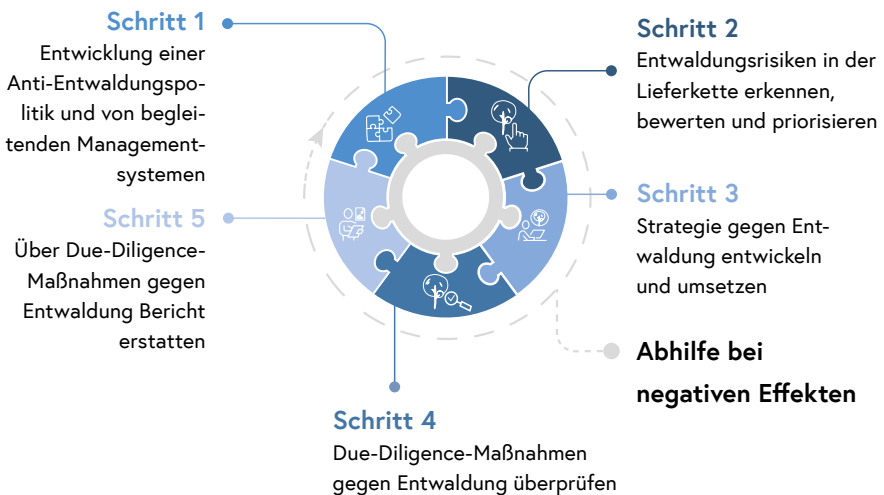 Schritt 1
Entwicklung einer
Anti-Entwaldungspo-
litik und von beglei-
tenden Management-
systemen
Schritt 2
Entwaldungsrisiken in der
Lieferkette erkennen,
bewerten und priorisieren
Schritt 3
Strategie gegen Ent-
waldung entwickeln
und umsetzen
Abhilfe bei
negativen Effekten
Schritt 4
Due-Diligence-Maßnahmen
gegen Entwaldung überprüfen
Schritt 5
Über Due-Diligence-
Maßnahmen gegen
Entwaldung Bericht
erstatten